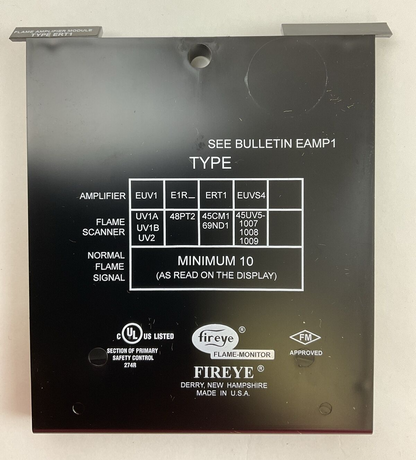 FLAME AMPLIFIER MODULE
TYPE ERT1
SEE BULLETIN EAMP1
TYPE
AMPLIFIER EUV1 E1R_ ERT1 EUVS4
FLAME SCANNER UV1A UV1B UV2 48PT2 45CM1 69ND1 45UV5- 1007 1008 1009
NORMAL FLAME SIGNAL MINIMUM 10 (AS READ ON THE DISPLAY)
C UL US LISTED
SECTION OF PRIMARY
SAFETY CONTROL
274R
fireye ®
FLAME-MONITOR
FM
APPROVED
FIREYE ®
DERRY, NEW HAMPSHIRE
MADE IN U.S.A.